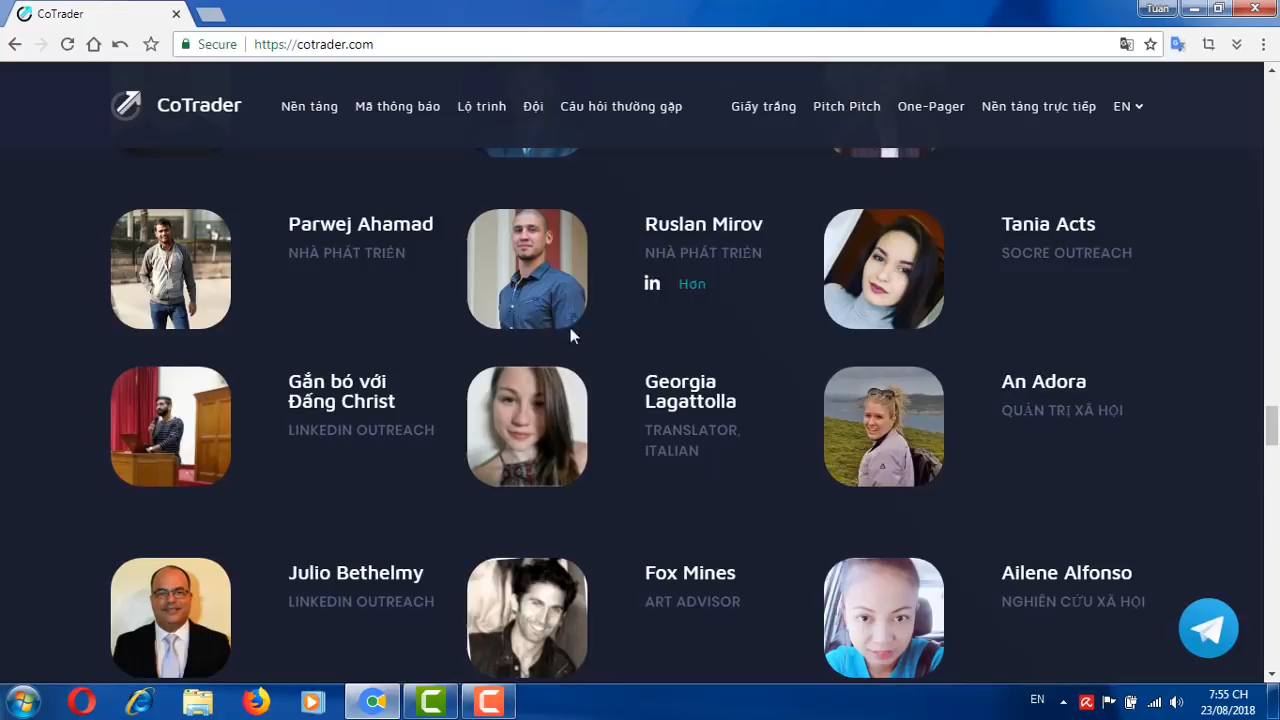 CoTrader
Tuan
Secure
https://cotrader.com
CoTrader
Nền tảng
Mã thông báo
Lộ trình
Đội
Câu hỏi thường gặp
Giấy trắng
Pitch Pitch
One-Pager
Nền tảng trực tiếp
EN
Parwej Ahamad
NHÀ PHÁT TRIỂN
Ruslan Mirov
NHÀ PHÁT TRIỂN
in
Hơn
Tania Acts
SOCRE OUTREACH
Gắn bó với
Đấng Christ
LINKEDIN OUTREACH
Georgia
Lagattolla
TRANSLATOR,
ITALIAN
An Adora
QUẢN TRỊ XÃ HỘI
Julio Bethelmy
LINKEDIN OUTREACH
Fox Mines
ART ADVISOR
Ailene Alfonso
NGHIÊN CỨU XÃ HỘI
EN
7:55 CH
23/08/2018